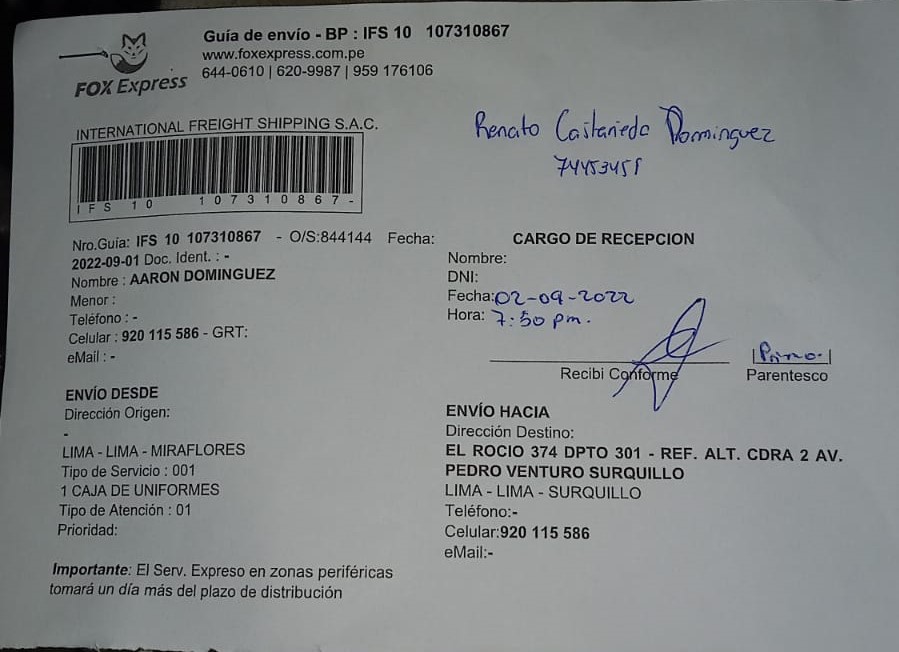 Guía de envío - BP : IFS 10 107310867
www.foxexpress.com.pe
644-0610 | 620-9987 | 959 176106
FOX Express
INTERNATIONAL FREIGHT SHIPPING S.A.C.
IFS 10 107310867-
Renato Castañeda Dominguez
Nro.Guía: IFS 10 107310867 - O/S:844144 Fecha:
2022-09-01 Doc. Ident. : -
Nombre : AARON DOMINGUEZ
Menor :
Teléfono : -
Celular : 920 115 586 - GRT:
eMail : -
CARGO DE RECEPCION
Nombre:
DNI:
Fecha:02-09-2022
Hora: 7:50 pm.
Primo.
Recibi Conforme
Parentesco
ENVÍO DESDE
Dirección Origen:
-
LIMA - LIMA - MIRAFLORES
Tipo de Servicio : 001
1 CAJA DE UNIFORMES
Tipo de Atención : 01
Prioridad:
ENVÍO HACIA
Dirección Destino:
EL ROCIO 374 DPTO 301 - REF. ALT. CDRA 2 AV.
PEDRO VENTURO SURQUILLO
LIMA - LIMA - SURQUILLO
Teléfono:-
Celular:920 115 586
eMail:-
Importante: El Serv. Expreso en zonas periféricas
tomará un día más del plazo de distribución